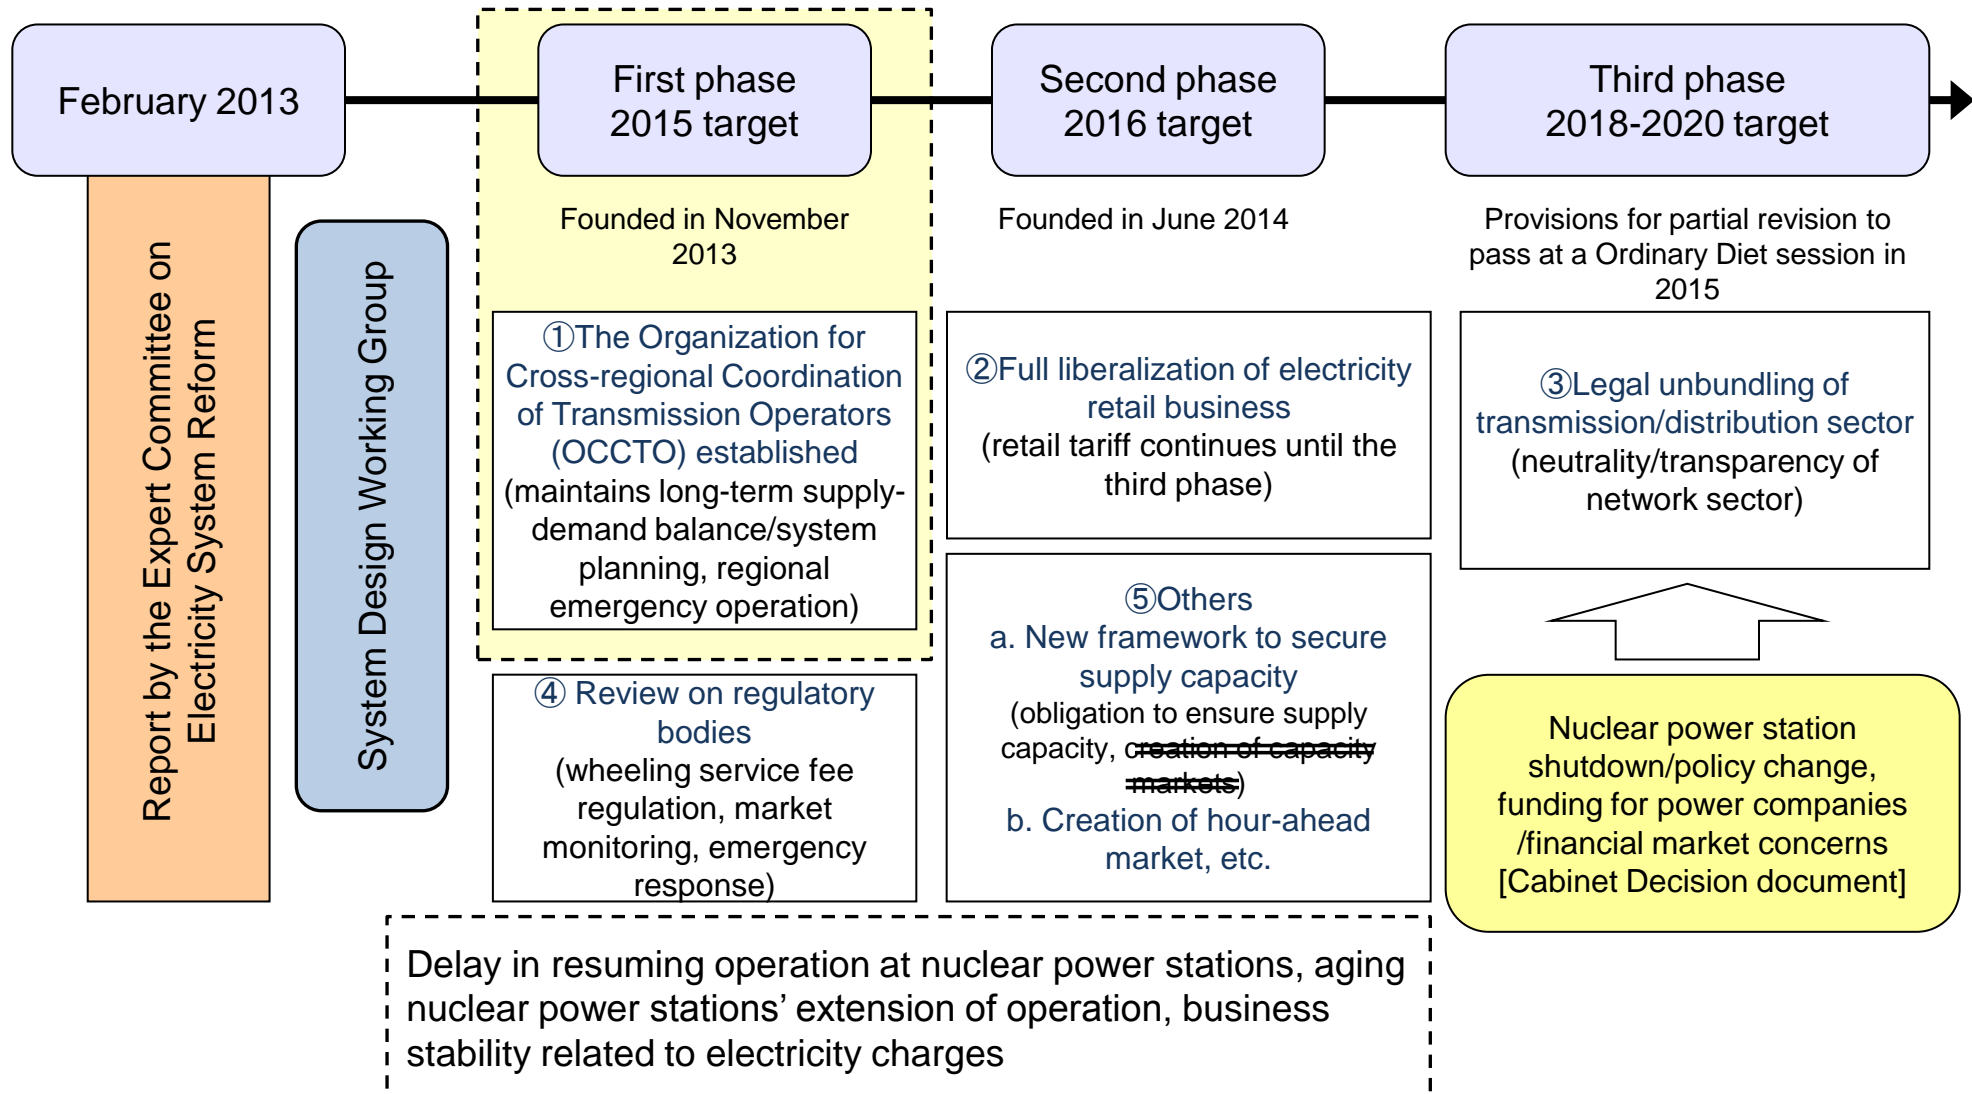 February 2013
First phase
2015 target
Second phase
2016 target
Third phase
2018-2020 target
Report by the Expert Committee on
Electricity System Reform
System Design Working Group
Founded in November
2013
①The Organization for
Cross-regional Coordination
of Transmission Operators
(OCCTO) established
(maintains long-term supply-
demand balance/system
planning, regional
emergency operation)
④ Review on regulatory
bodies
(wheeling service fee
regulation, market
monitoring, emergency
response)
Founded in June 2014
②Full liberalization of electricity
retail business
(retail tariff continues until the
third phase)
⑤Others
a. New framework to secure
supply capacity
(obligation to ensure supply
capacity, creation of capacity
markets)
b. Creation of hour-ahead
market, etc.
Provisions for partial revision to
pass at a Ordinary Diet session in
2015
③Legal unbundling of
transmission/distribution sector
(neutrality/transparency of
network sector)
Nuclear power station
shutdown/policy change,
funding for power companies
/financial market concerns
[Cabinet Decision document]
Delay in resuming operation at nuclear power stations, aging
nuclear power stations’ extension of operation, business
stability related to electricity charges